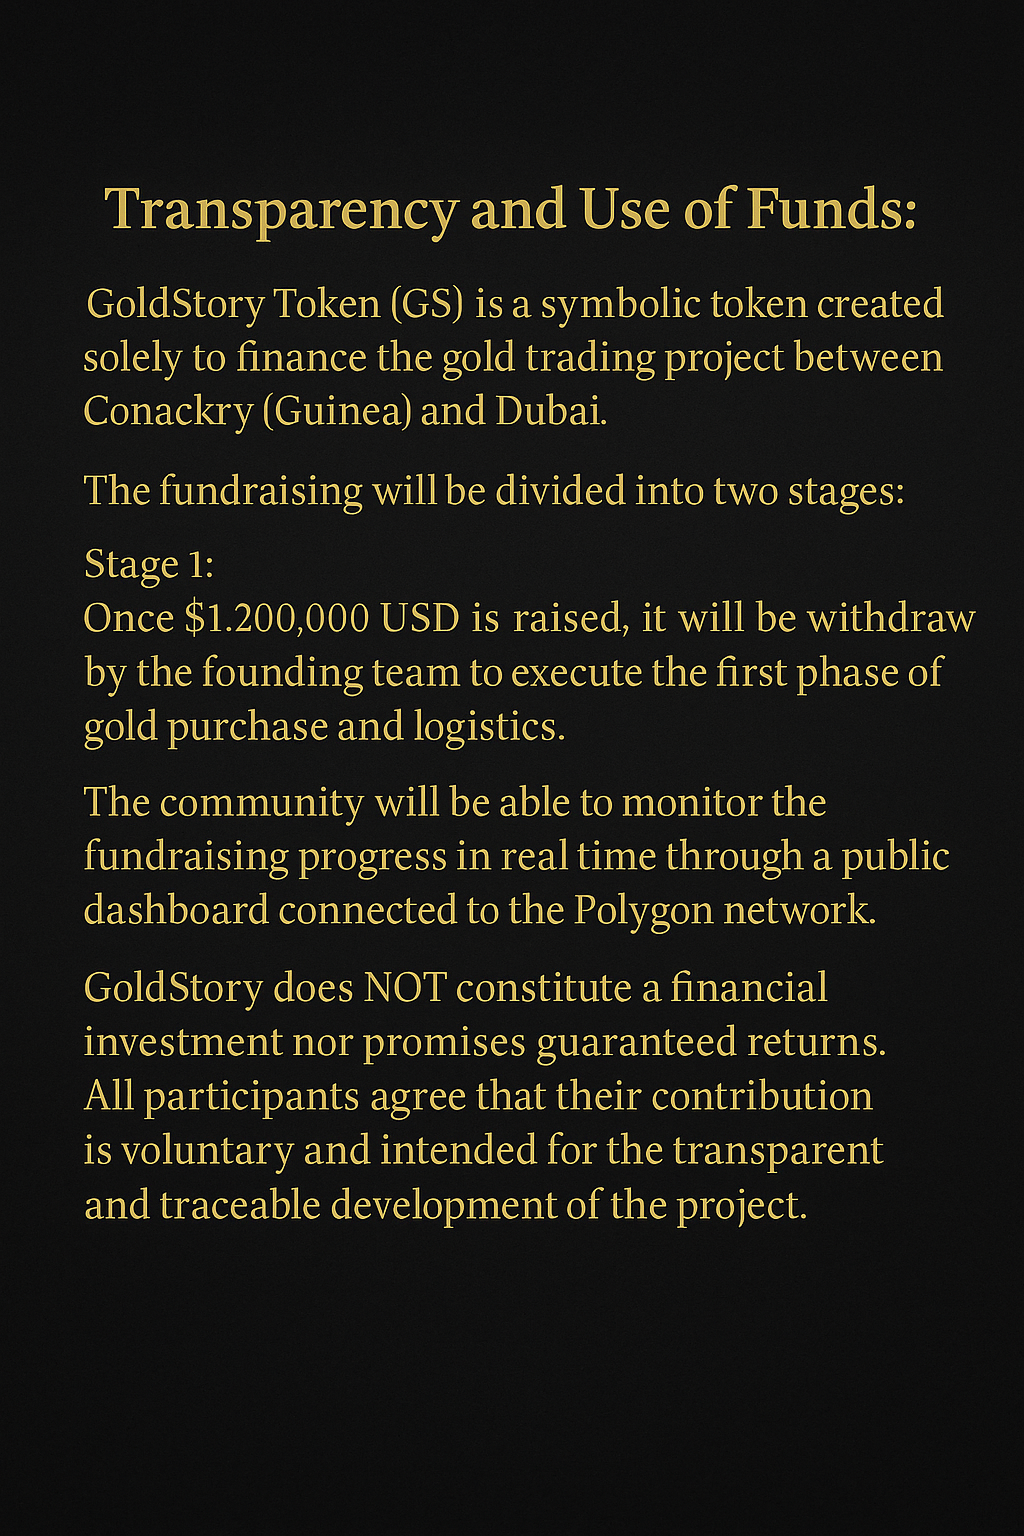 Transparency and Use of Funds:
GoldStory Token (GS) is a symbolic token created
solely to finance the gold trading project between
Conackry (Guinea) and Dubai.
The fundraising will be divided into two stages:
Stage 1:
Once $1.200,000 USD is raised, it will be withdraw
by the founding team to execute the first phase of
gold purchase and logistics.
The community will be able to monitor the
fundraising progress in real time through a public
dashboard connected to the Polygon network.
GoldStory does NOT constitute a financial
investment nor promises guaranteed returns.
All participants agree that their contribution
is voluntary and intended for the transparent
and traceable development of the project.